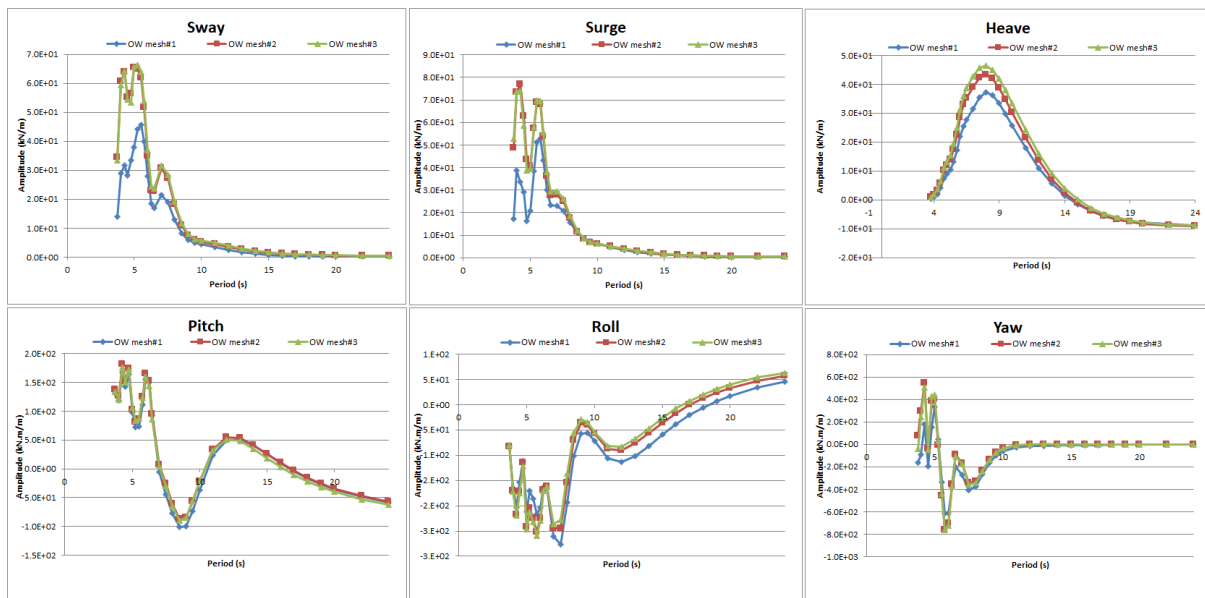 Sway
OW mesh#1 OW mesh#2 OW mesh#3
7.0E+01
6.0E+01
5.0E+01
4.0E+01
3.0E+01
2.0E+01
1.0E+01
0.0E+00
Amplitude (kN/m)
0 5 10 15 20
Period (s)
Surge
OW mesh#1 OW mesh#2 OW mesh#3
9.0E+01
8.0E+01
7.0E+01
6.0E+01
5.0E+01
4.0E+01
3.0E+01
2.0E+01
1.0E+01
0.0E+00
Amplitude (kN/m)
0 5 10 15 20
Period (s)
Heave
OW mesh#1 OW mesh#2 OW mesh#3
5.0E+01
4.0E+01
3.0E+01
2.0E+01
1.0E+01
0.0E+00
-1.0E+01
-2.0E+01
Amplitude (kN/m)
-1 4 9 14 19 24
Period (s)
Pitch
OW mesh#1 OW mesh#2 OW mesh#3
2.0E+02
1.5E+02
1.0E+02
5.0E+01
0.0E+00
-5.0E+01
-1.0E+02
-1.5E+02
Amplitude (kN.m/m)
0 5 10 15 20
Period (s)
Roll
OW mesh#1 OW mesh#2 OW mesh#3
1.E+02
5.E+01
0.E+00
-5.E+01
-1.E+02
-2.E+02
-2.E+02
-3.E+02
-3.E+02
Amplitude (kN.m/m)
0 5 10 15 20
Period (s)
Yaw
OW mesh#1 OW mesh#2 OW mesh#3
8.0E+02
6.0E+02
4.0E+02
2.0E+02
0.0E+00
-2.0E+02
-4.0E+02
-6.0E+02
-8.0E+02
-1.0E+03
Amplitude (kN.m/m)
0 5 10 15 20
Period (s)